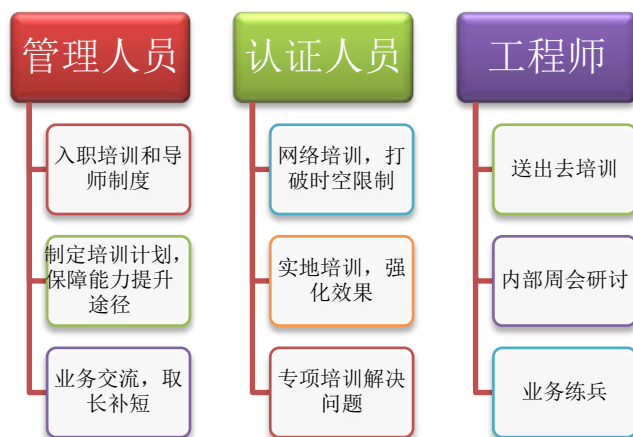 管理人员
入职培训和导
师制度
制定培训计划，
保障能力提升
途径
业务交流，取
长补短
认证人员
网络培训，打
破时空限制
实地培训，强
化效果
专项培训解决
问题
工程师
送出去培训
内部周会研讨
业务练兵